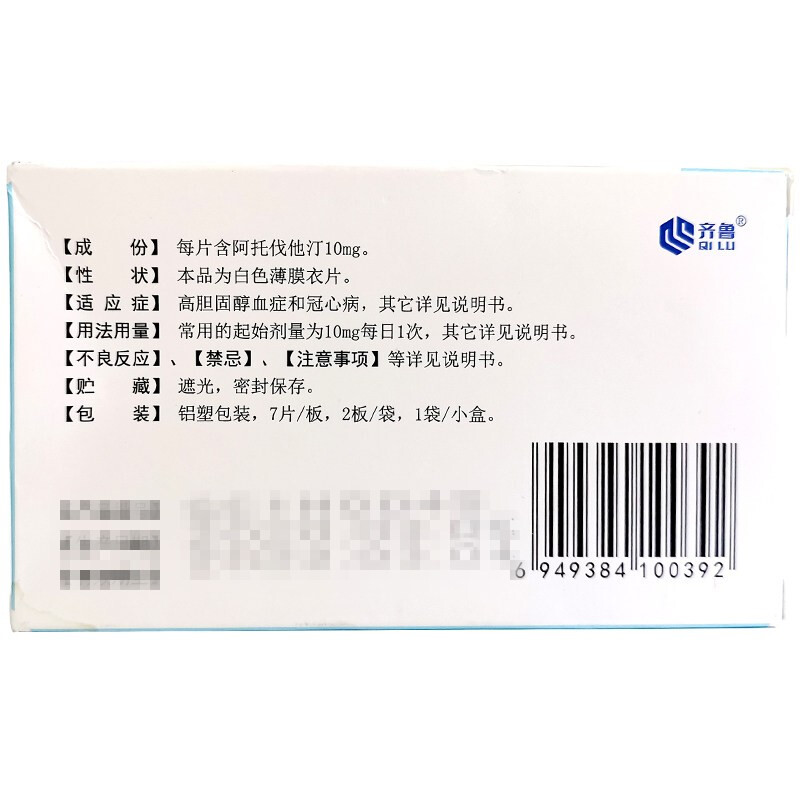 齐鲁®
QILU
【成 份】 每片含阿托伐他汀10mg。
【性 状】 本品为白色薄膜衣片。
【适 应 症】 高胆固醇血症和冠心病，其它详见说明书。
【用法用量】 常用的起始剂量为10mg每日1次，其它详见说明书。
【不良反应】、【禁忌】、【注意事项】等详见说明书。
【贮 藏】 遮光，密封保存。
【包 装】 铝塑包装，7片/板，2板/袋，1袋/小盒。
6 949384 100392